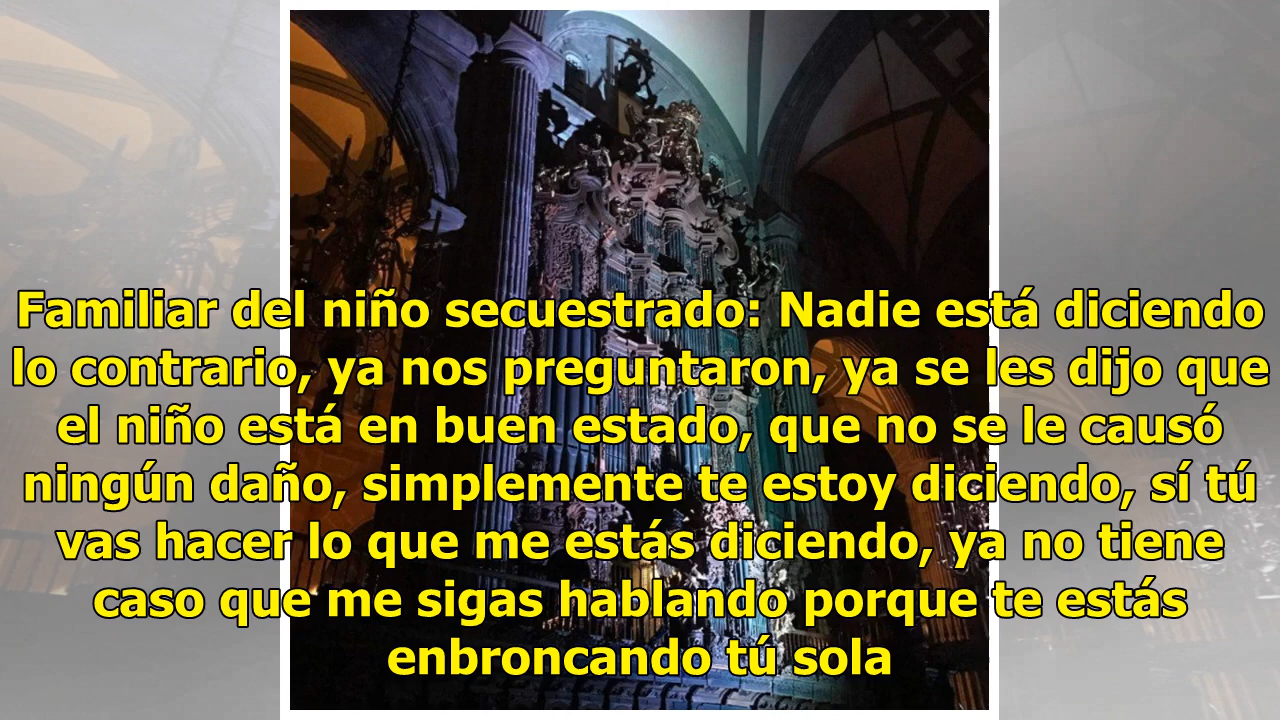 Familiar del niño secuestrado: Nadie está diciendo
lo contrario, ya nos preguntaron, ya se les dijo que
el niño está en buen estado, que no se le causó
ningún daño, simplemente te estoy diciendo, sí tú
vas hacer lo que me estás diciendo, ya no tiene
caso que me sigas hablando porque te estás
enbroncando tú sola